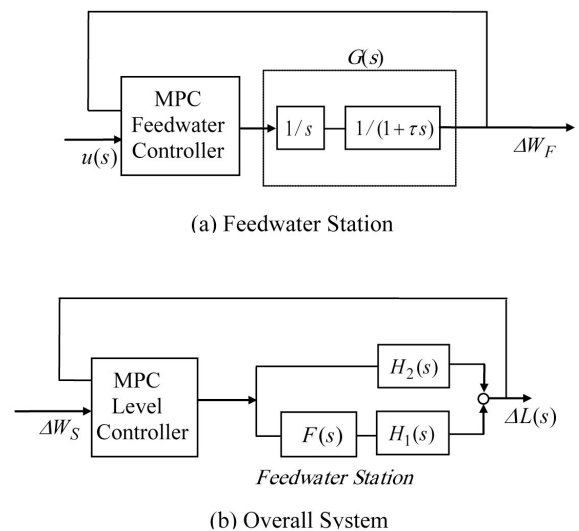 G(s)
MPC
Feedwater
Controller
1/s
1/(1+τs)
u(s)
ΔW_F
(a) Feedwater Station
MPC
Level
Controller
H_2(s)
ΔW_S
F(s)
H_1(s)
ΔL(s)
Feedwater Station
(b) Overall System